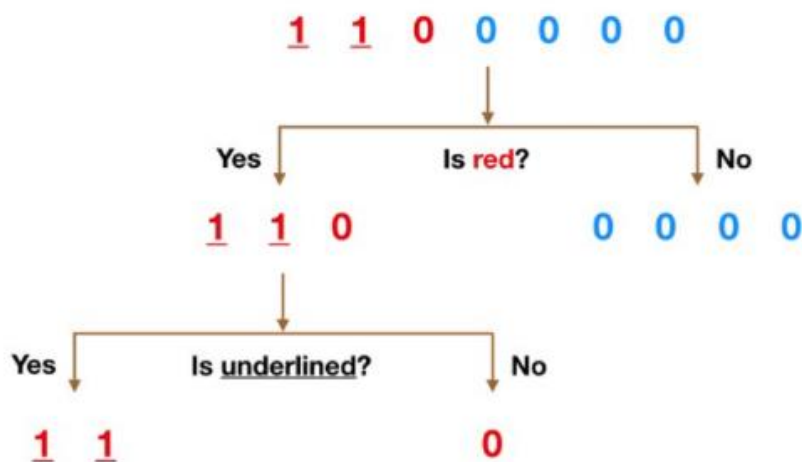 1 1 0 0 0 0 0
Yes Is red? No
1 1 0 0 0 0 0
Yes Is underlined? No
1 1 0